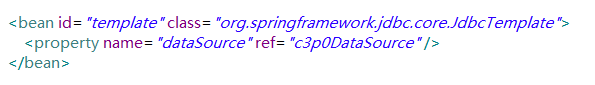 <bean id="template" class="org.springframework.jdbc.core.JdbcTemplate">
<property name="dataSource" ref="c3p0DataSource"/>
</bean>